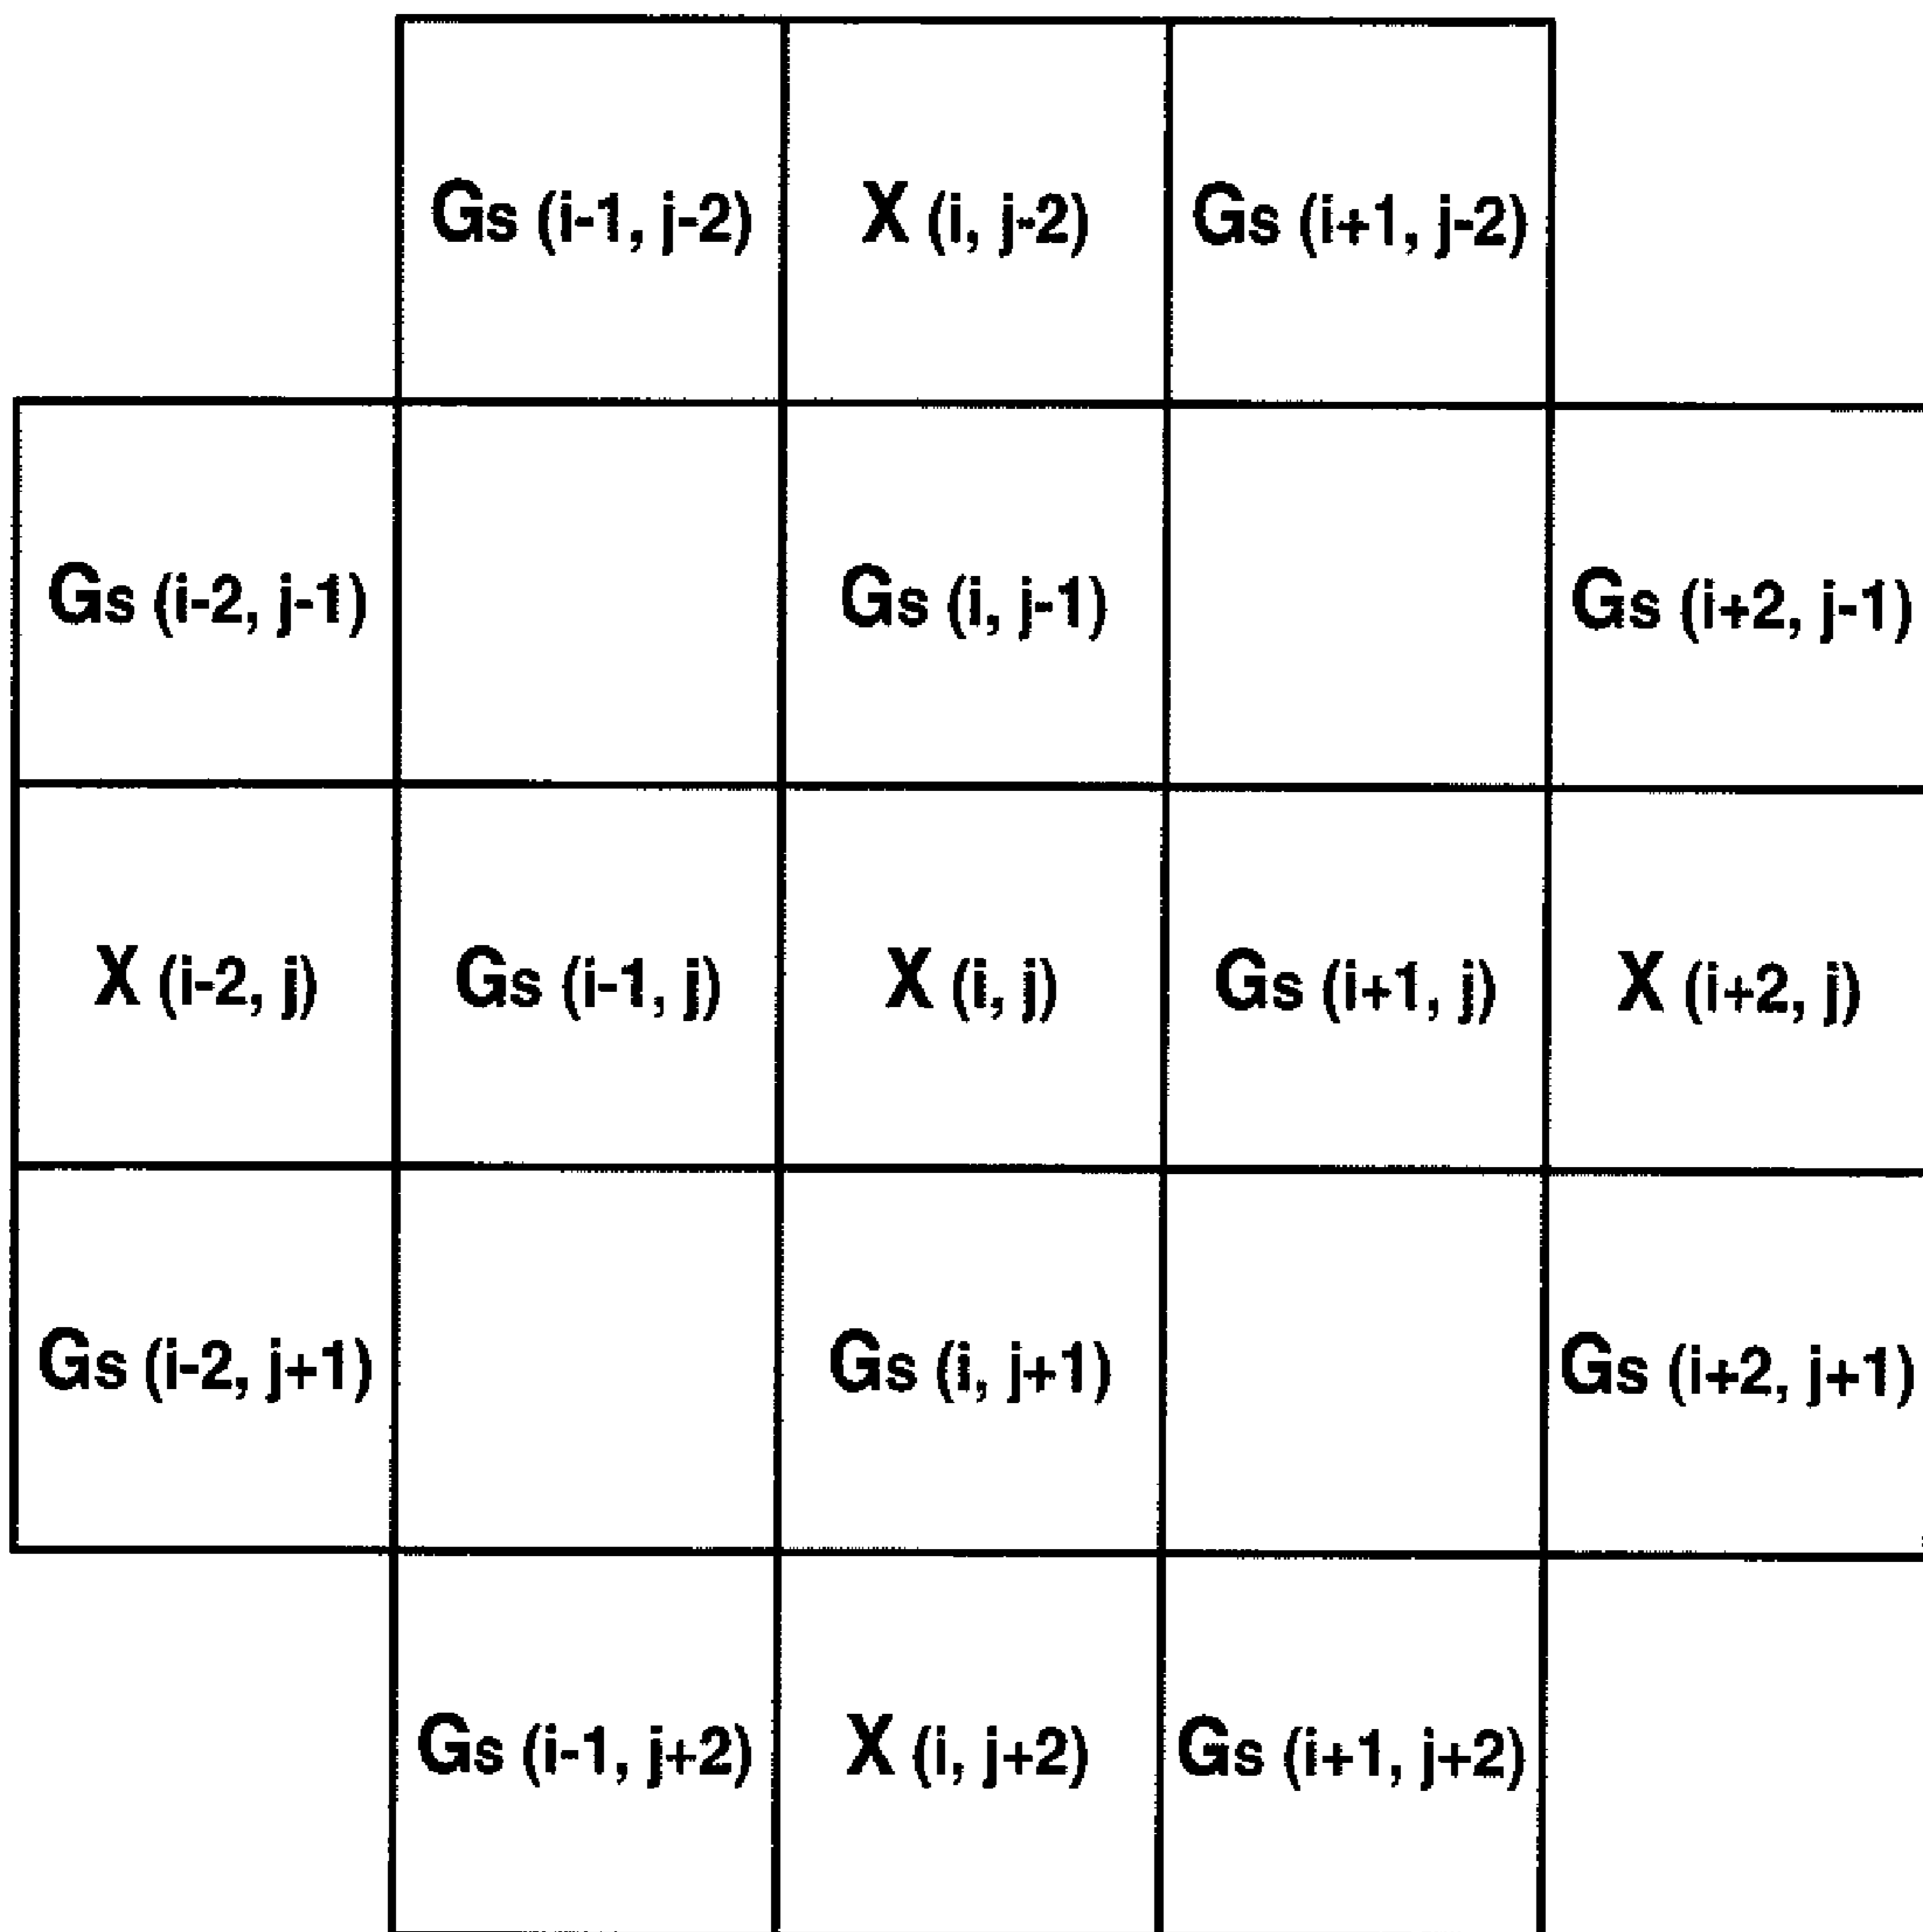 Gs (i-1, j-2) X (i, j-2) Gs (i+1, j-2)
Gs (i-2, j-1) Gs (i, j-1) Gs (i+2, j-1)
X (i-2, j) Gs (i-1, j) X (i, j) Gs (i+1, j) X (i+2, j)
Gs (i-2, j+1) Gs (i, j+1) Gs (i+2, j+1)
Gs (i-1, j+2) X (i, j+2) Gs (i+1, j+2)